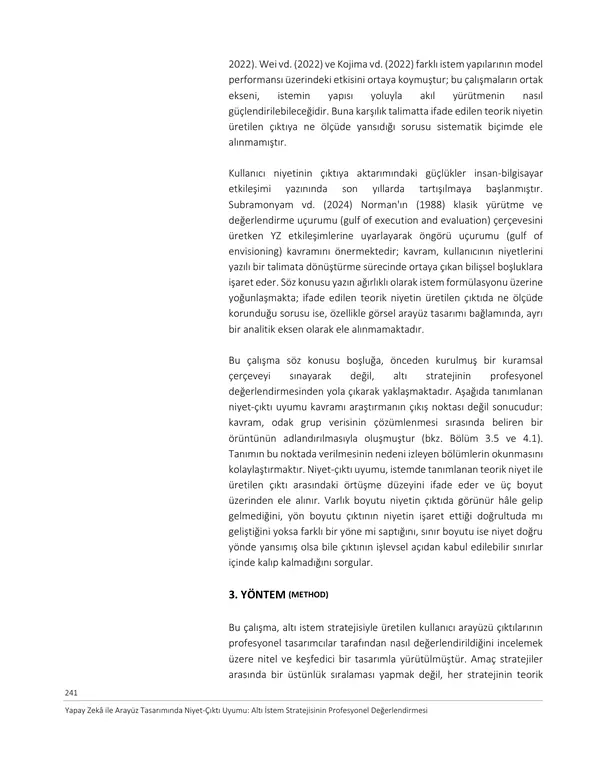 2022). Wei vd. (2022) ve Kojima vd. (2022) farklı istem yapılarının model
performansı üzerindeki etkisini ortaya koymuştur; bu çalışmaların ortak
ekseni, istemin yapısı yoluyla akıl yürütmenin nasıl
güçlendirilebileceğidir. Buna karşılık talimatta ifade edilen teorik niyetin
üretilen çıktıya ne ölçüde yansıdığı sorusu sistematik biçimde ele
alınmamıştır.
Kullanıcı niyetinin çıktıya aktarımındaki güçlükler insan-bilgisayar
etkileşimi yazınında son yıllarda tartışılmaya başlanmıştır.
Subramonyam vd. (2024) Norman'ın (1988) klasik yürütme ve
değerlendirme uçurumu (gulf of execution and evaluation) çerçevesini
üretken YZ etkileşimlerine uyarlayarak öngörü uçurumu (gulf of
envisioning) kavramını önermektedir; kavram, kullanıcının niyetlerini
yazılı bir talimata dönüştürme sürecinde ortaya çıkan bilişsel boşluklara
işaret eder. Söz konusu yazın ağırlıklı olarak istem formülasyonu üzerine
yoğunlaşmakta; ifade edilen teorik niyetin üretilen çıktıda ne ölçüde
korunduğu sorusu ise, özellikle görsel arayüz tasarımı bağlamında, ayrı
bir analitik eksen olarak ele alınmamaktadır.
Bu çalışma söz konusu boşluğa, önceden kurulmuş bir kuramsal
çerçeveyi sınayarak değil, altı stratejinin profesyonel
değerlendirmesinden yola çıkarak yaklaşmaktadır. Aşağıda tanımlanan
niyet-çıktı uyumu kavramı araştırmanın çıkış noktası değil sonucudur:
kavram, odak grup verisinin çözümlenmesi sırasında beliren bir
örüntünün adlandırılmasıyla oluşmuştur (bkz. Bölüm 3.5 ve 4.1).
Tanımın bu noktada verilmesinin nedeni izleyen bölümlerin okunmasını
kolaylaştırmaktır. Niyet-çıktı uyumu, istemde tanımlanan teorik niyet ile
üretilen çıktı arasındaki örtüşme düzeyini ifade eder ve üç boyut
üzerinden ele alınır. Varlık boyutu niyetin çıktıda görünür hâle gelip
gelmediğini, yön boyutu çıktının niyetin işaret ettiği doğrultuda mı
geliştiğini yoksa farklı bir yöne mi saptığını, sınır boyutu ise niyet doğru
yönde yansımış olsa bile çıktının işlevsel açıdan kabul edilebilir sınırlar
içinde kalıp kalmadığını sorgular.
3. YÖNTEM (METHOD)
Bu çalışma, altı istem stratejisiyle üretilen kullanıcı arayüzü çıktılarının
profesyonel tasarımcılar tarafından nasıl değerlendirildiğini incelemek
üzere nitel ve keşfedici bir tasarımla yürütülmüştür. Amaç stratejiler
arasında bir üstünlük sıralaması yapmak değil, her stratejinin teorik
241
Yapay Zekâ ile Arayüz Tasarımında Niyet-Çıktı Uyumu: Altı İstem Stratejisinin Profesyonel Değerlendirmesi